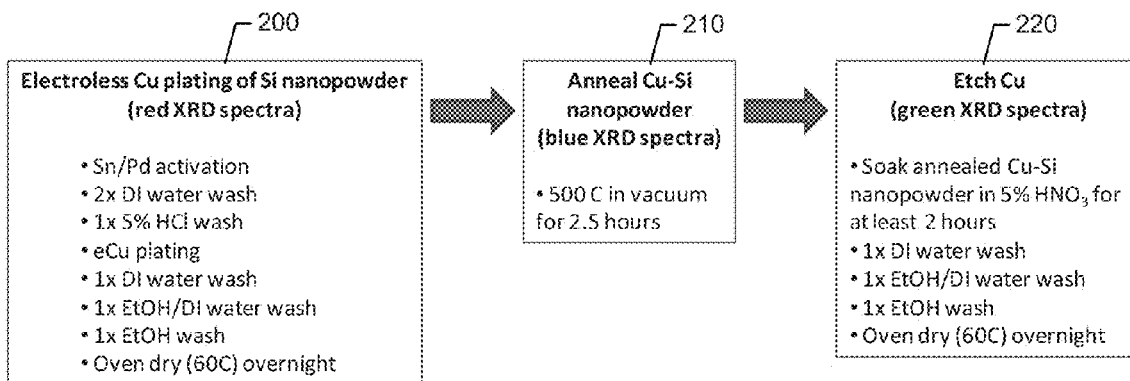 200
Electroless Cu plating of Si nanopowder
(red XRD spectra)
• Sn/Pd activation
• 2x DI water wash
• 1x 5% HCl wash
• eCu plating
• 1x DI water wash
• 1x EtOH/DI water wash
• 1x EtOH wash
• Oven dry (60C) overnight
210
Anneal Cu-Si
nanopowder
(blue XRD spectra)
• 500 C in vacuum
for 2.5 hours
220
Etch Cu
(green XRD spectra)
• Soak annealed Cu-Si
nanopowder in 5% HNO₃ for
at least 2 hours
• 1x DI water wash
• 1x EtOH/DI water wash
• 1x EtOH wash
• Oven dry (60C) overnight